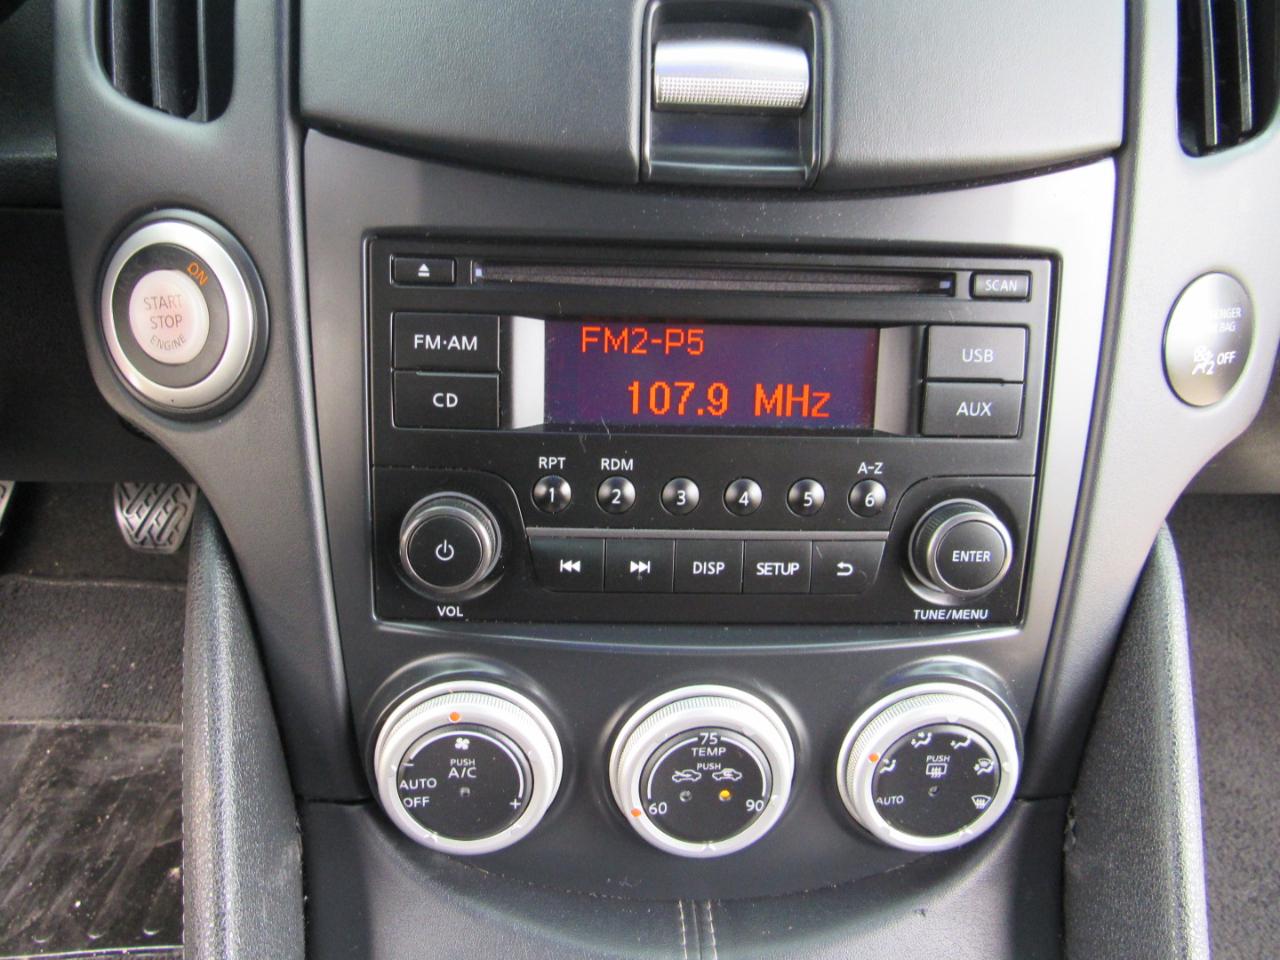 ON
START
STOP
ENGINE
SCAN
FM·AM
CD
FM2-P5
107.9 MHz
USB
AUX
OFF
RPT
RDM
A-Z
1
2
3
4
5
6
VOL
DISP
SETUP
ENTER
TUNE/MENU
PUSH
A/C
AUTO
OFF
- +
75
TEMP
PUSH
60
90
PUSH
AUTO